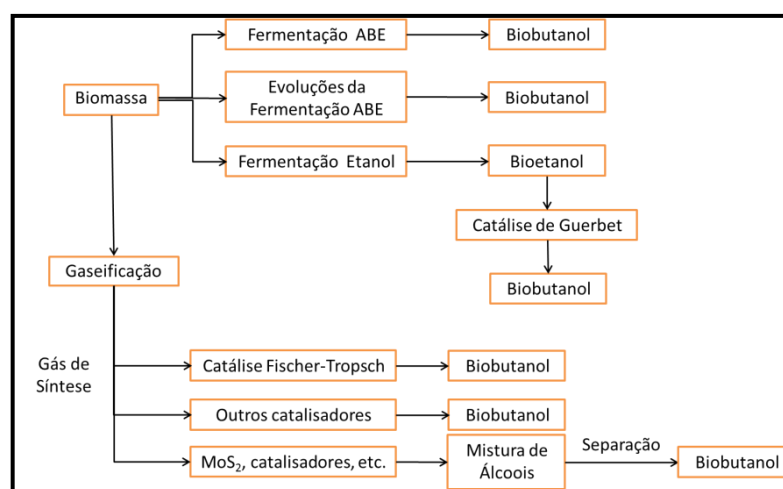 Fermentação ABE
Biobutanol
Biomassa
Evoluções da
Fermentação ABE
Biobutanol
Fermentação Etanol
Bioetanol
Catálise de Guerbet
Biobutanol
Gaseificação
Gás de
Síntese
Catálise Fischer-Tropsch
Biobutanol
Outros catalisadores
Biobutanol
MoS₂, catalisadores, etc.
Mistura de
Álcoois
Separação
Biobutanol